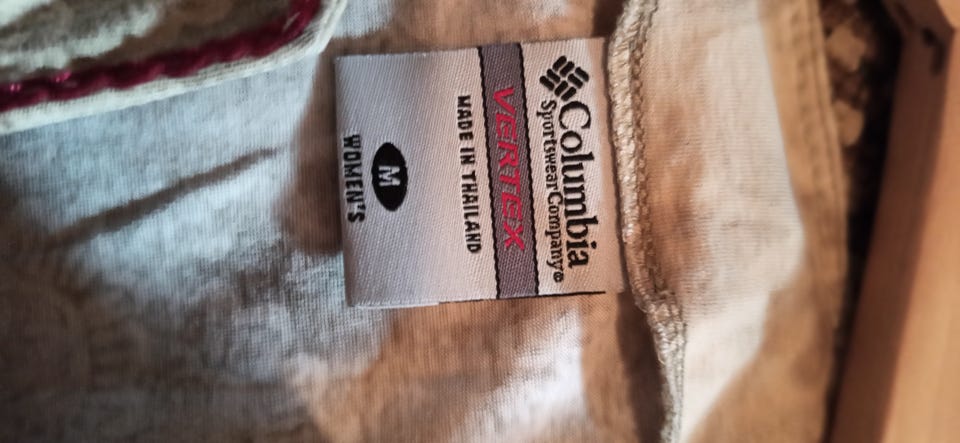 Columbia
Sportswear Company®
VERTEX
MADE IN THAILAND
M
WOMEN'S